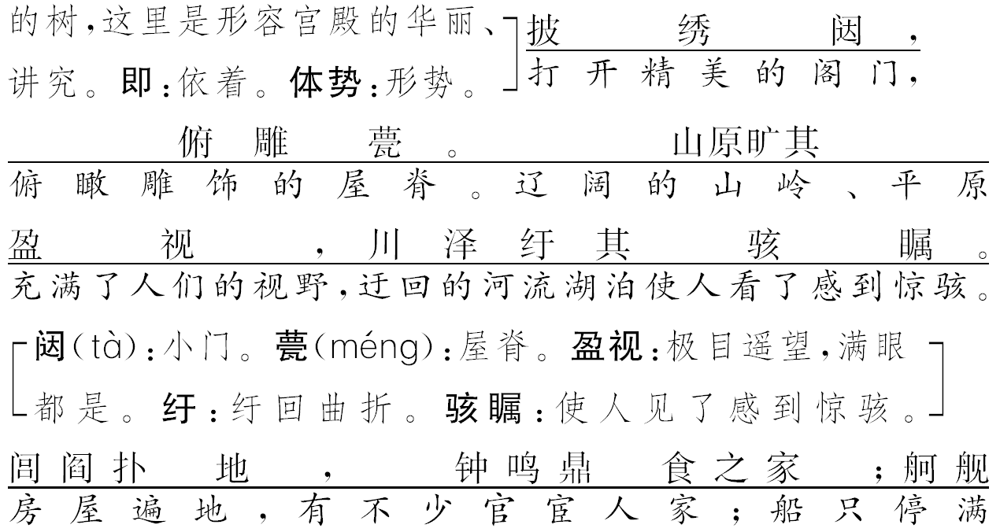 的树，这里是形容宫殿的华丽、
讲究。即：依着。体势：形势。
披绣闼，
打开精美的阁门，
俯雕甍。山原旷其
俯瞰雕饰的屋脊。辽阔的山岭、平原
盈视，川泽纡其骇瞩。
充满了人们的视野，迂回的河流湖泊使人看了感到惊骇。
闼（tà）：小门。甍（méng）：屋脊。盈视：极目遥望，满眼
都是。纡：纡回曲折。骇瞩：使人见了感到惊骇。
闾阎扑地，钟鸣鼎食之家；舸舰
房屋遍地，有不少官宦人家；船只停满